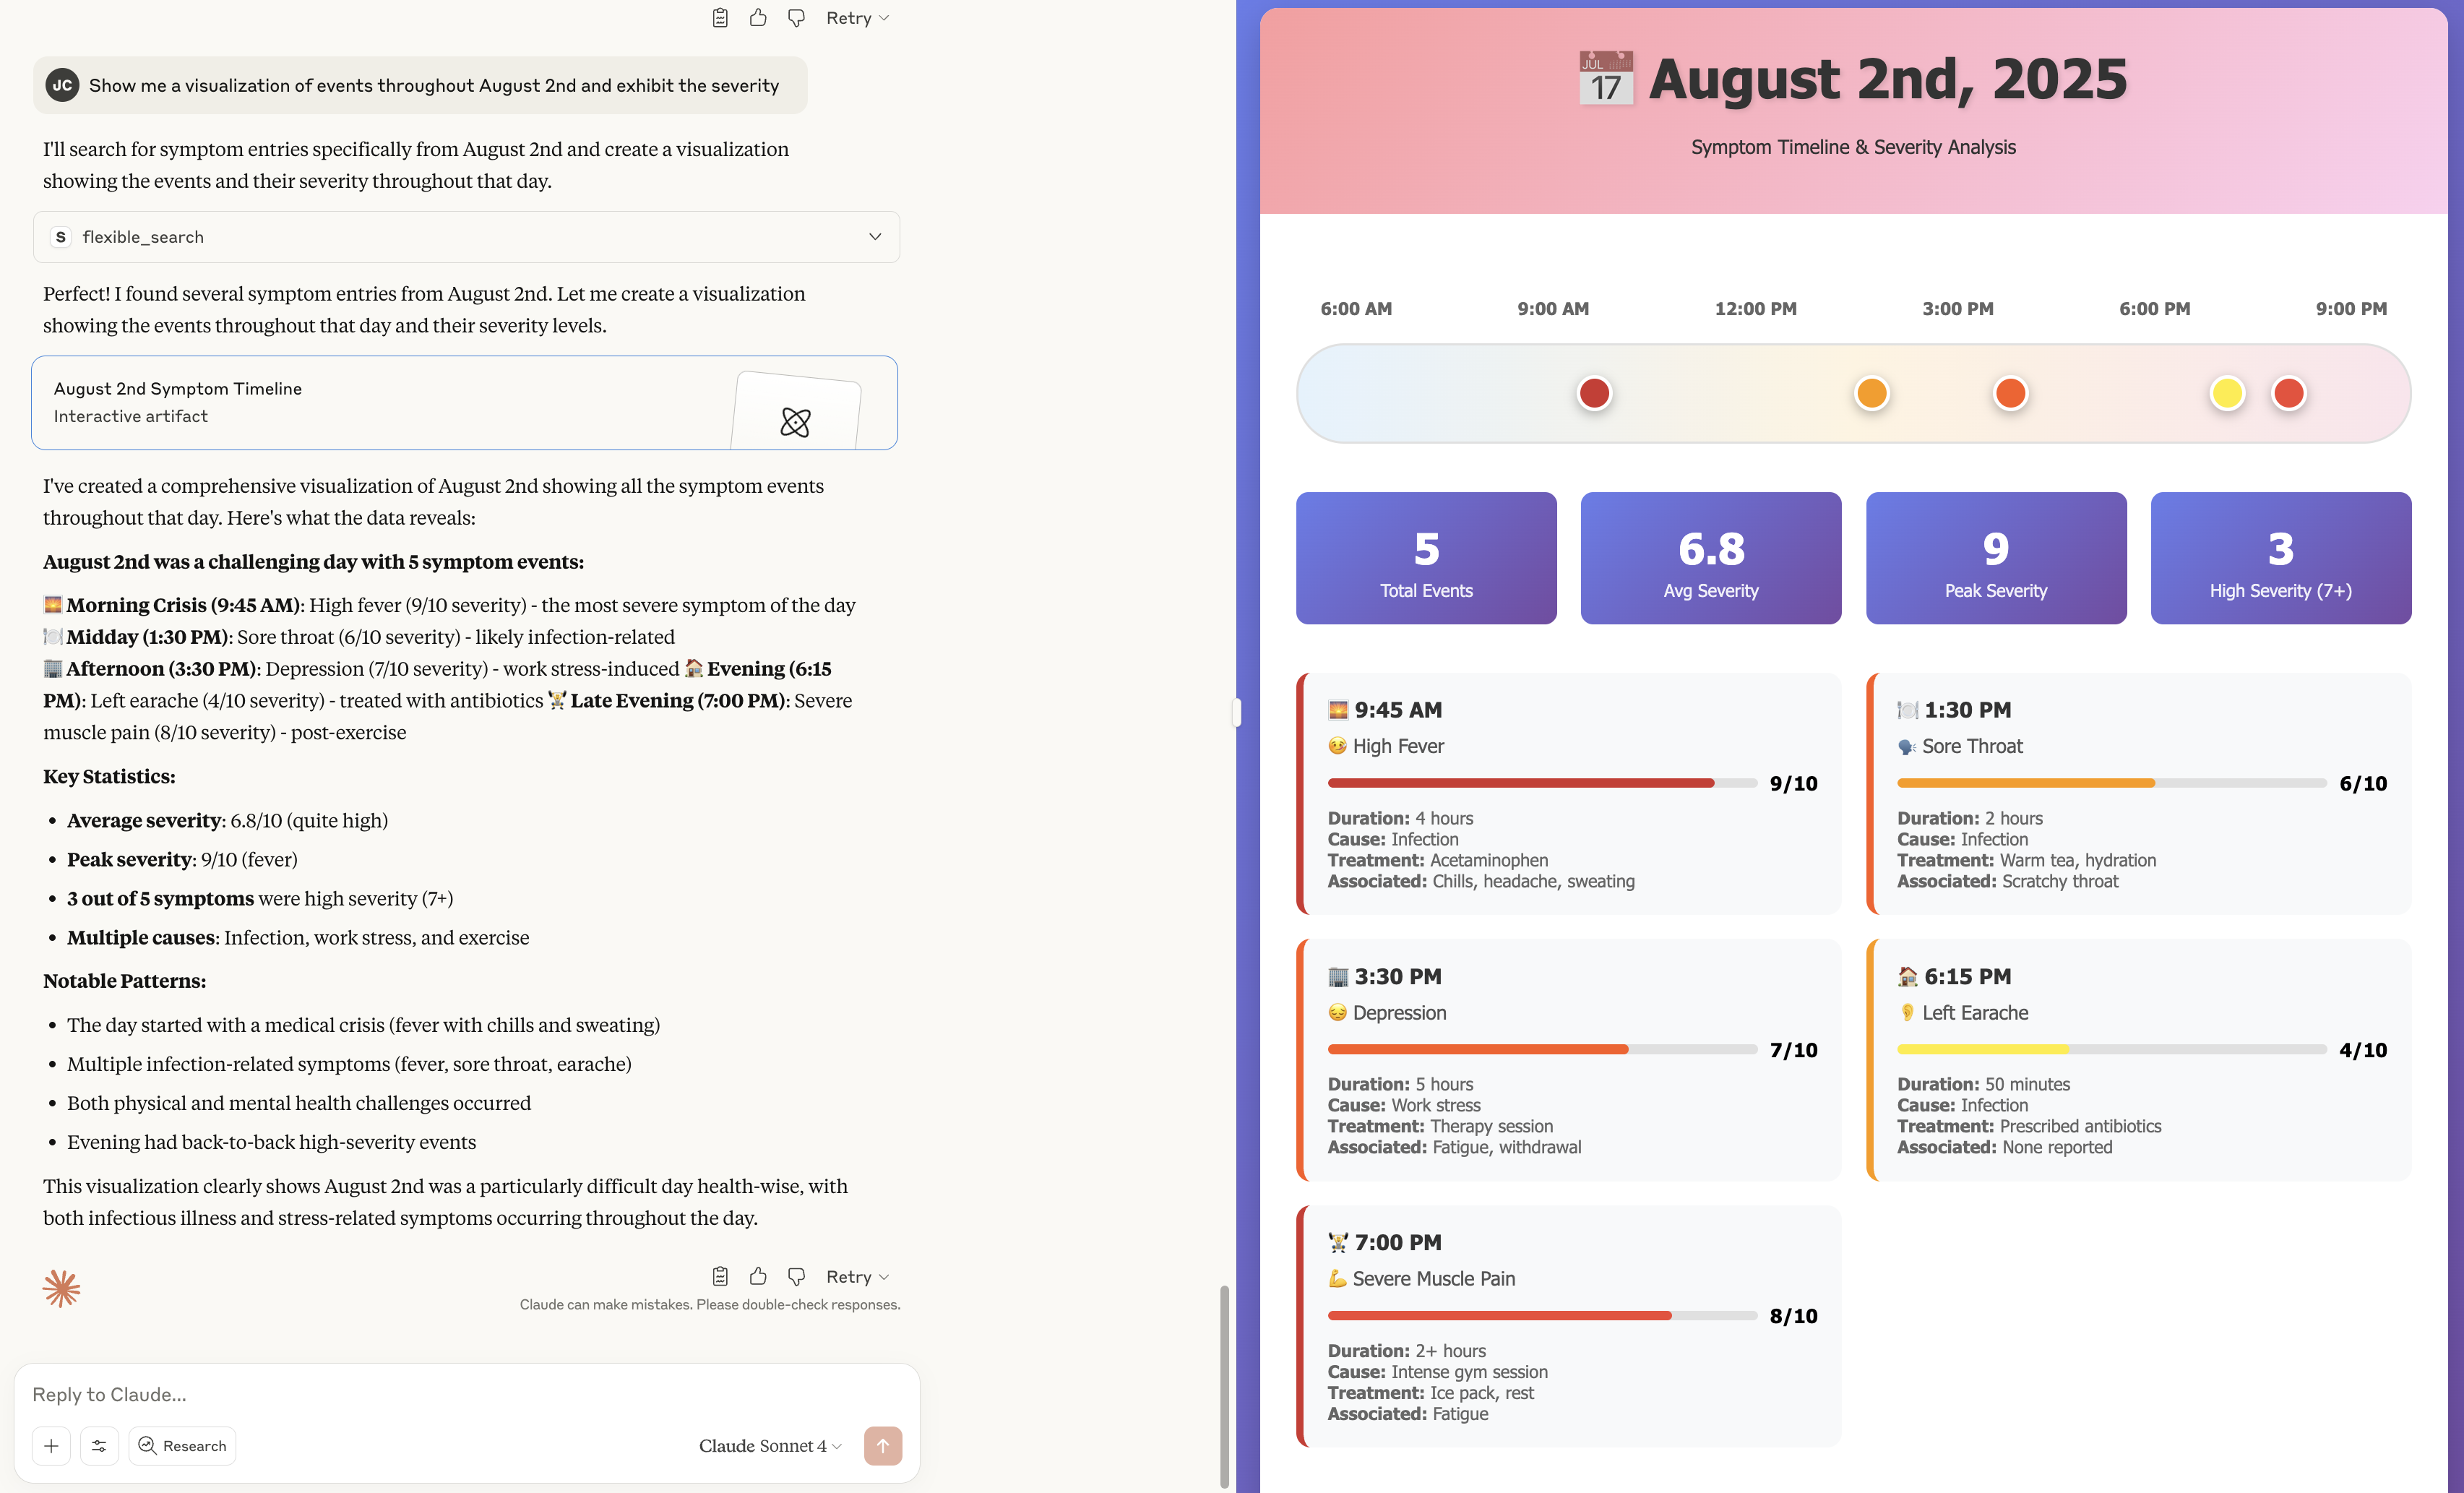 Retry
JC
Show me a visualization of events throughout August 2nd and exhibit the severity
I'll search for symptom entries specifically from August 2nd and create a visualization
showing the events and their severity throughout that day.
S flexible_search
Perfect! I found several symptom entries from August 2nd. Let me create a visualization
showing the events throughout that day and their severity levels.
August 2nd Symptom Timeline
Interactive artifact
I've created a comprehensive visualization of August 2nd showing all the symptom events
throughout that day. Here's what the data reveals:
August 2nd was a challenging day with 5 symptom events:
🌅 Morning Crisis (9:45 AM): High fever (9/10 severity) - the most severe symptom of the day
🍽️ Midday (1:30 PM): Sore throat (6/10 severity) - likely infection-related
🏢 Afternoon (3:30 PM): Depression (7/10 severity) - work stress-induced 🏠 Evening (6:15
PM): Left earache (4/10 severity) - treated with antibiotics 🏋️ Late Evening (7:00 PM): Severe
muscle pain (8/10 severity) - post-exercise
Key Statistics:
• Average severity: 6.8/10 (quite high)
• Peak severity: 9/10 (fever)
• 3 out of 5 symptoms were high severity (7+)
• Multiple causes: Infection, work stress, and exercise
Notable Patterns:
• The day started with a medical crisis (fever with chills and sweating)
• Multiple infection-related symptoms (fever, sore throat, earache)
• Both physical and mental health challenges occurred
• Evening had back-to-back high-severity events
This visualization clearly shows August 2nd was a particularly difficult day health-wise, with
both infectious illness and stress-related symptoms occurring throughout the day.
Retry
Claude can make mistakes. Please double-check responses.
Reply to Claude...
Research
Claude Sonnet 4
JUL
17
August 2nd, 2025
Symptom Timeline & Severity Analysis
6:00 AM 9:00 AM 12:00 PM 3:00 PM 6:00 PM 9:00 PM
5
Total Events
6.8
Avg Severity
9
Peak Severity
3
High Severity (7+)
🌅 9:45 AM
🤒 High Fever
9/10
Duration: 4 hours
Cause: Infection
Treatment: Acetaminophen
Associated: Chills, headache, sweating
🍽️ 1:30 PM
🗣️ Sore Throat
6/10
Duration: 2 hours
Cause: Infection
Treatment: Warm tea, hydration
Associated: Scratchy throat
🏢 3:30 PM
😔 Depression
7/10
Duration: 5 hours
Cause: Work stress
Treatment: Therapy session
Associated: Fatigue, withdrawal
🏠 6:15 PM
👂 Left Earache
4/10
Duration: 50 minutes
Cause: Infection
Treatment: Prescribed antibiotics
Associated: None reported
🏋️ 7:00 PM
💪 Severe Muscle Pain
8/10
Duration: 2+ hours
Cause: Intense gym session
Treatment: Ice pack, rest
Associated: Fatigue